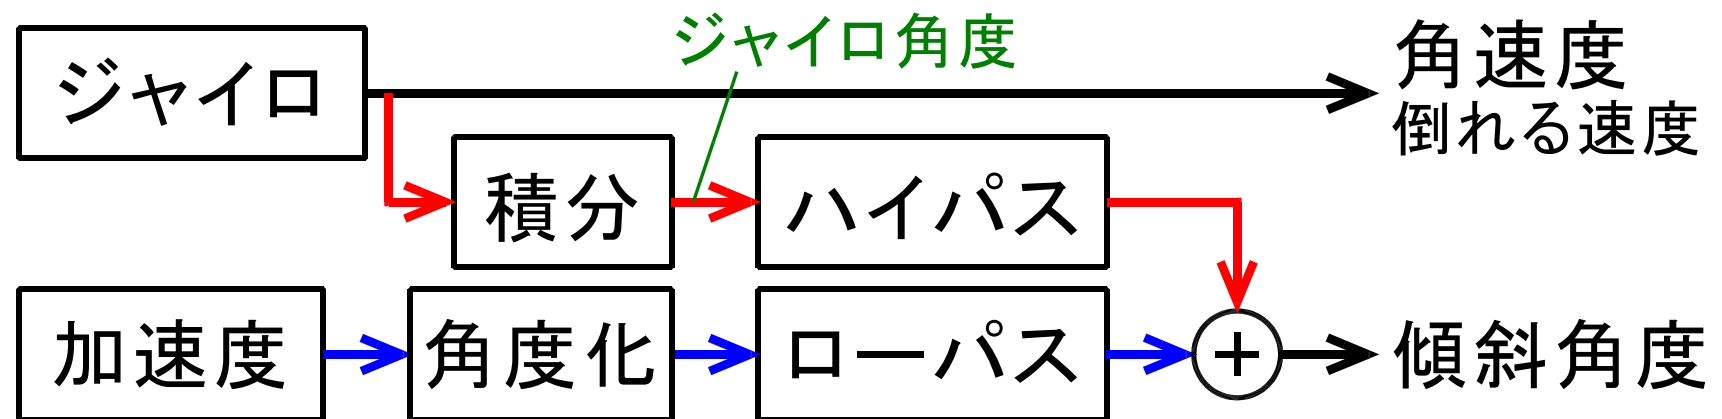 ジャイロ角度
ジャイロ
角速度
倒れる速度
積分
ハイパス
加速度
角度化
ローパス
+
傾斜角度